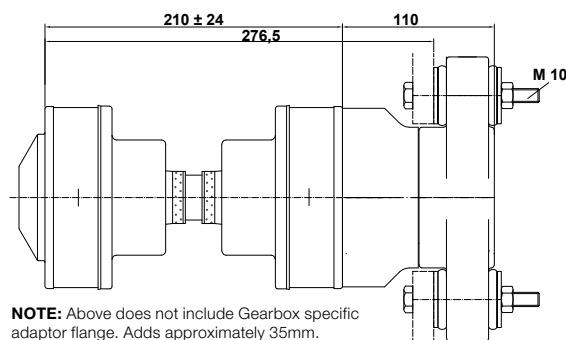 210 ± 24
110
276,5
M 10
NOTE: Above does not include Gearbox specific
adaptor flange. Adds approximately 35mm.